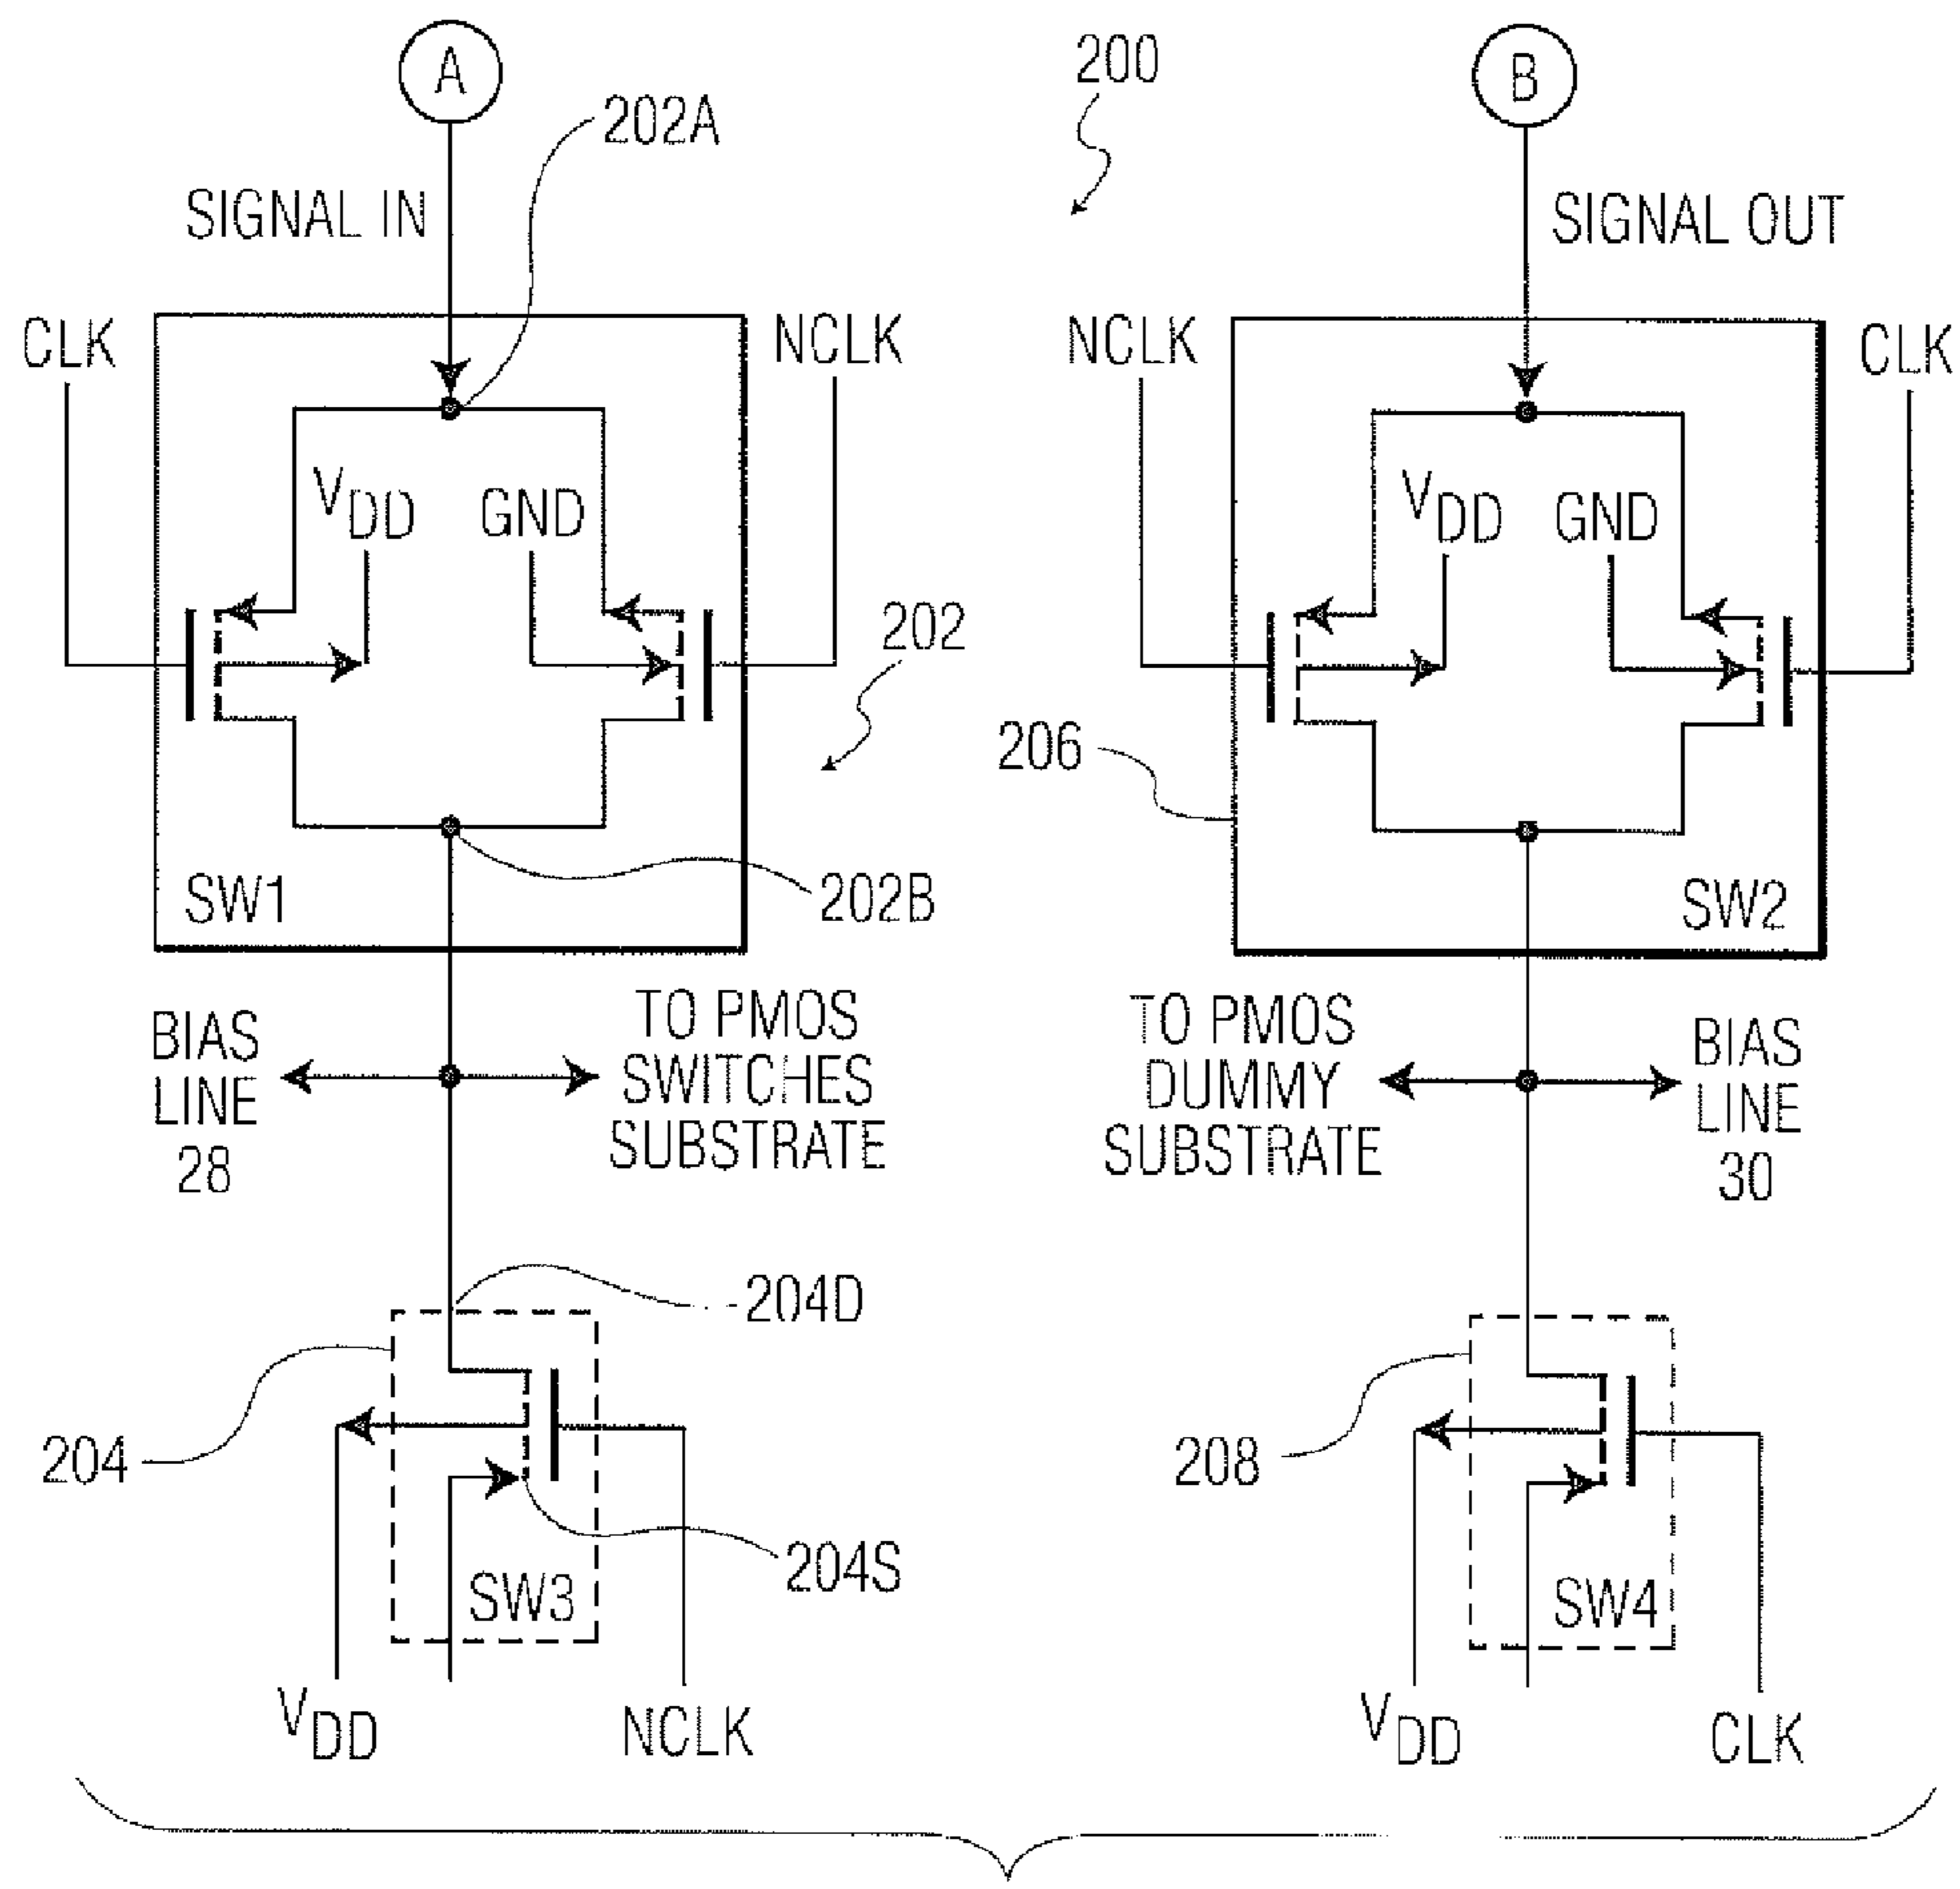 A
B
200
202A
SIGNAL IN
SIGNAL OUT
CLK
NCLK
NCLK
CLK
VDD
GND
VDD
GND
202
206
SW1
202B
SW2
BIAS
LINE
28
TO PMOS
SWITCHES
SUBSTRATE
TO PMOS
DUMMY
SUBSTRATE
BIAS
LINE
30
204D
204
208
204S
SW3
SW4
VDD
NCLK
VDD
CLK